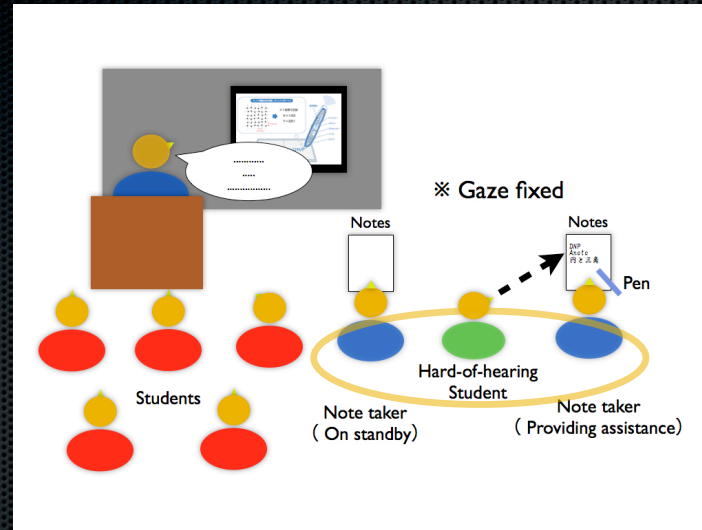 ............
.....
.................
※ Gaze fixed
Notes
Notes
DNP
Anoto
円と三角
Pen
Hard-of-hearing
Student
Students
Note taker
( On standby)
Note taker
( Providing assistance)